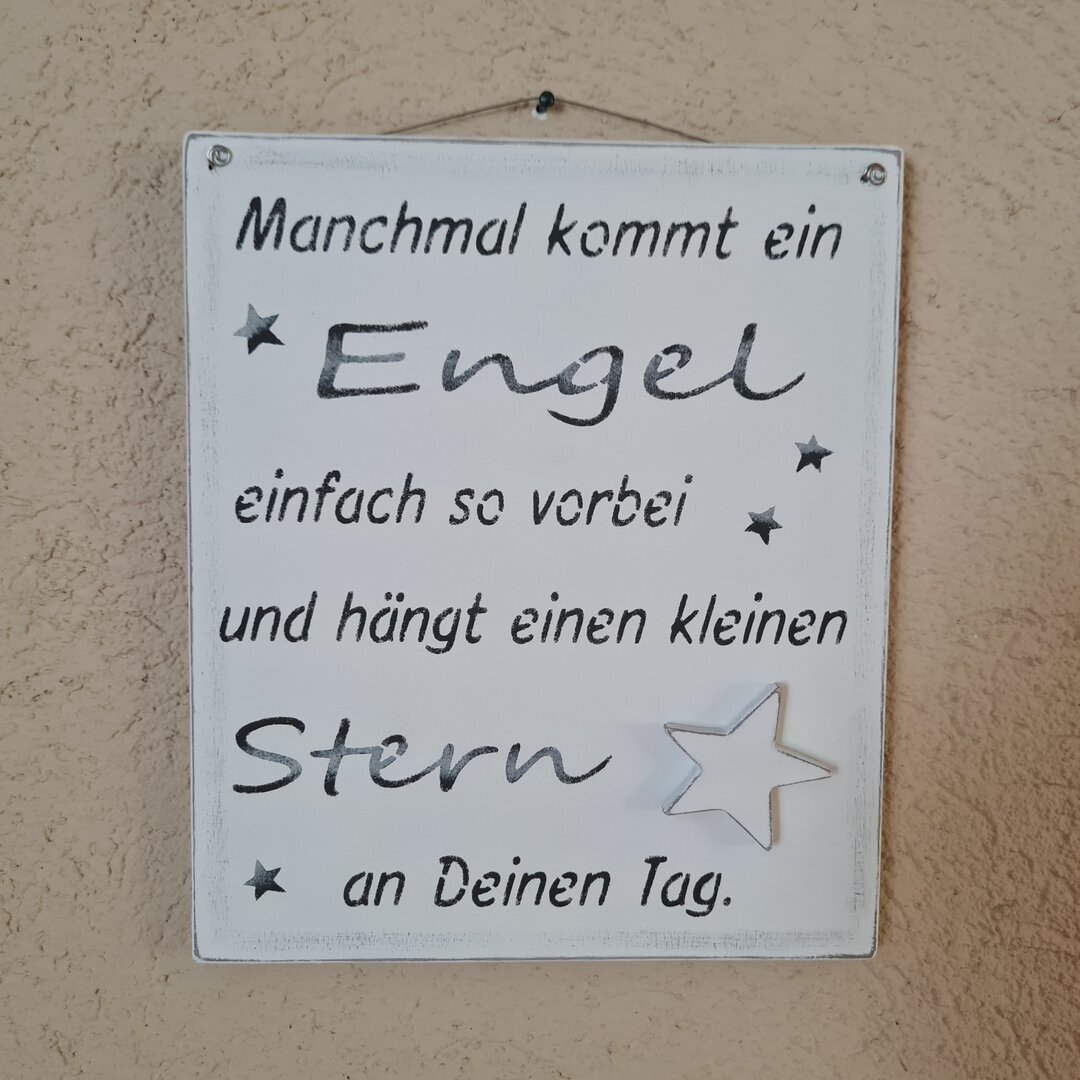 Manchmal kommt ein
Engel
einfach so vorbei
und hängt einen kleinen
Stern
an Deinen Tag.